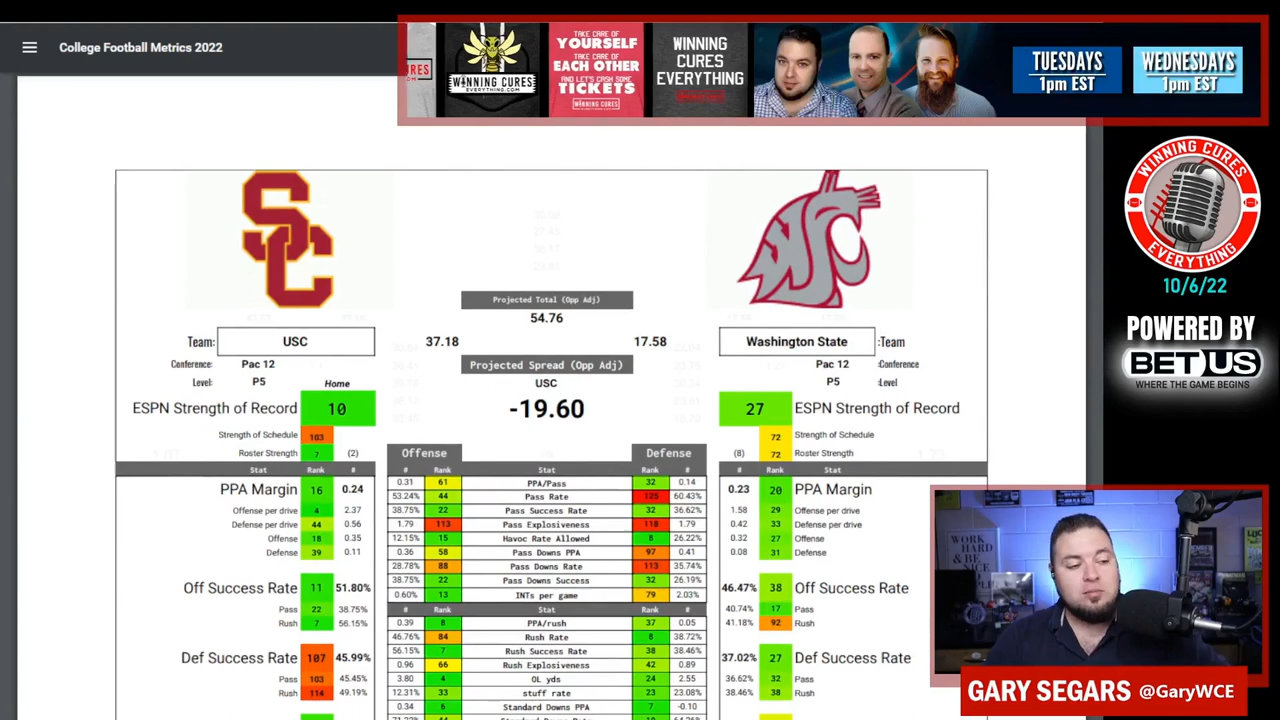 College Football Metrics 2022
CURES
WINNING CURES
EVERYTHING.COM
TAKE CARE OF
YOURSELF
TAKE CARE OF
EACH OTHER
AND LET'S CASH SOME
TICKETS
WINNING CURES
WINNING
CURES
EVERYTHING
TUESDAYS
1pm EST
WEDNESDAYS
1pm EST
WINNING CURES
EVERYTHING
10/6/22
POWERED BY
BETUS
WHERE THE GAME BEGINS
SC
Projected Total (Opp Adj)
54.76
Team: USC 37.18 17.58 Washington State :Team
Conference: Pac 12 Projected Spread (Opp Adj) Pac 12 :Conference
Level: P5 Home USC P5 :Level
ESPN Strength of Record 10 -19.60 27 ESPN Strength of Record
Strength of Schedule 103 72 Strength of Schedule
Roster Strength 7 (2) Offense Defense (8) 72 Roster Strength
Stat Rank # # Rank Stat Rank # # Rank Stat
PPA Margin 16 0.24 0.31 61 PPA/Pass 32 0.14 0.23 20 PPA Margin
53.24% 44 Pass Rate 125 60.43%
Offense per drive 4 2.37 38.75% 22 Pass Success Rate 32 36.62% 1.58 29 Offense per drive
Defense per drive 44 0.56 1.79 113 Pass Explosiveness 118 1.79 0.42 33 Defense per drive
Offense 18 0.35 12.15% 15 Havoc Rate Allowed 8 26.22% 0.32 27 Offense
Defense 39 0.11 0.36 58 Pass Downs PPA 97 0.41 0.08 31 Defense
28.78% 88 Pass Downs Rate 113 35.74%
Off Success Rate 11 51.80% 38.75% 22 Pass Downs Success 32 26.19% 46.47% 38 Off Success Rate
0.60% 13 INTs per game 79 2.03%
Pass 22 38.75% # Rank Stat Rank # 40.74% 17 Pass
Rush 7 56.15% 0.39 8 PPA/rush 37 0.05 41.18% 92 Rush
46.76% 84 Rush Rate 8 38.72%
Def Success Rate 107 45.99% 56.15% 7 Rush Success Rate 38 38.46% 37.02% 27 Def Success Rate
0.96 66 Rush Explosiveness 42 0.89
Pass 103 45.45% 3.80 4 OL yds 24 2.55 36.62% 32 Pass
Rush 114 49.19% 12.31% 33 stuff rate 23 23.08% 38.46% 38 Rush
0.34 6 Standard Downs PPA 7 -0.10
WORK
HARD &
GARY SEGARS @GaryWCE